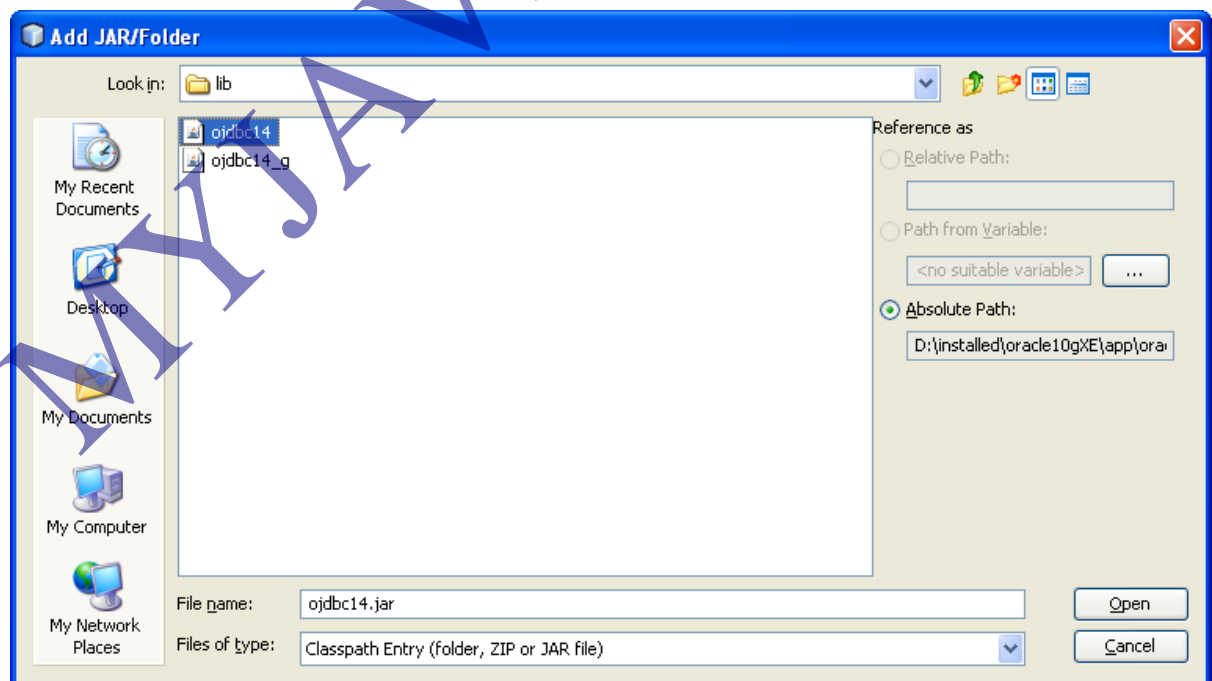 Add JAR/Folder
Look in:
lib
My Recent
Documents
Desktop
My Documents
My Computer
My Network
Places
ojdbc14
ojdbc14_g
Reference as
Relative Path:
Path from Variable:
<no suitable variable>
...
Absolute Path:
D:\installed\oracle10gXE\app\ora
File name:
ojdbc14.jar
Open
Files of type:
Classpath Entry (folder, ZIP or JAR file)
Cancel
MYJAV